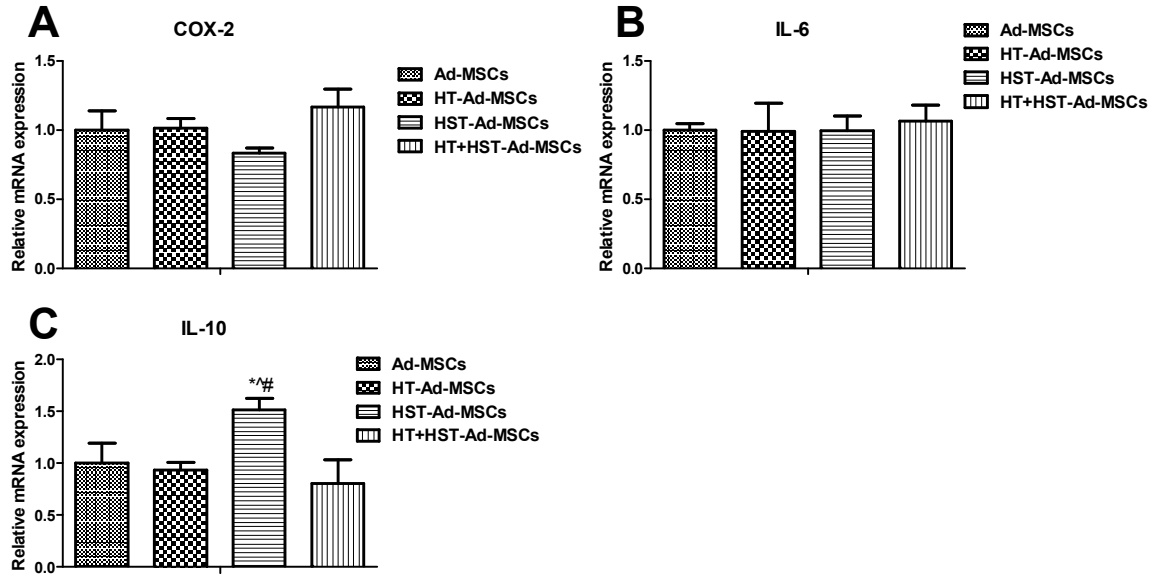 A
COX-2
Relative mRNA expression
1.5
1.0
0.5
0.0
Ad-MSCs
HT-Ad-MSCs
HST-Ad-MSCs
HT+HST-Ad-MSCs
B
IL-6
Relative mRNA expression
1.5
1.0
0.5
0.0
Ad-MSCs
HT-Ad-MSCs
HST-Ad-MSCs
HT+HST-Ad-MSCs
C
IL-10
Relative mRNA expression
2.0
1.5
1.0
0.5
0.0
*^#
Ad-MSCs
HT-Ad-MSCs
HST-Ad-MSCs
HT+HST-Ad-MSCs